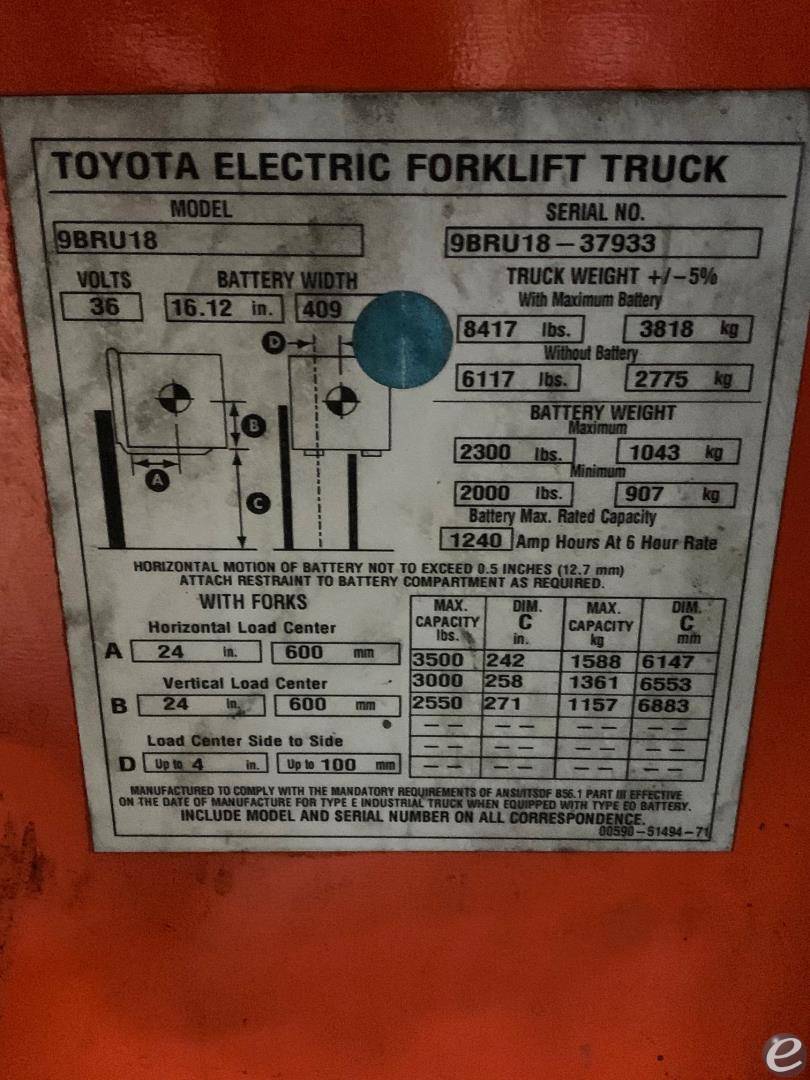 TOYOTA ELECTRIC FORKLIFT TRUCK
MODEL
9BRU18
SERIAL NO.
9BRU18-37933
VOLTS
36
BATTERY WIDTH
16.12 in. 409
TRUCK WEIGHT +/-5%
With Maximum Battery
8417 lbs. 3818 kg
Without Battery
6117 lbs. 2775 kg
BATTERY WEIGHT
Maximum
2300 lbs. 1043 kg
Minimum
2000 lbs. 907 kg
Battery Max. Rated Capacity
1240 Amp Hours At 6 Hour Rate
D
B
A
C
HORIZONTAL MOTION OF BATTERY NOT TO EXCEED 0.5 INCHES (12.7 mm)
ATTACH RESTRAINT TO BATTERY COMPARTMENT AS REQUIRED.
WITH FORKS
Horizontal Load Center
A 24 in. 600 mm
Vertical Load Center
B 24 in. 600 mm
Load Center Side to Side
D Up to 4 in. Up to 100 mm
MAX. CAPACITY lbs. DIM. C in. MAX. CAPACITY kg DIM. C mm
3500 242 1588 6147
3000 258 1361 6553
2550 271 1157 6883
-- -- -- --
-- -- -- --
-- -- -- --
MANUFACTURED TO COMPLY WITH THE MANDATORY REQUIREMENTS OF ANSI/ITSDF B56.1 PART III EFFECTIVE
ON THE DATE OF MANUFACTURE FOR TYPE E INDUSTRIAL TRUCK WHEN EQUIPPED WITH TYPE EO BATTERY.
INCLUDE MODEL AND SERIAL NUMBER ON ALL CORRESPONDENCE.
00590-51494-71
e